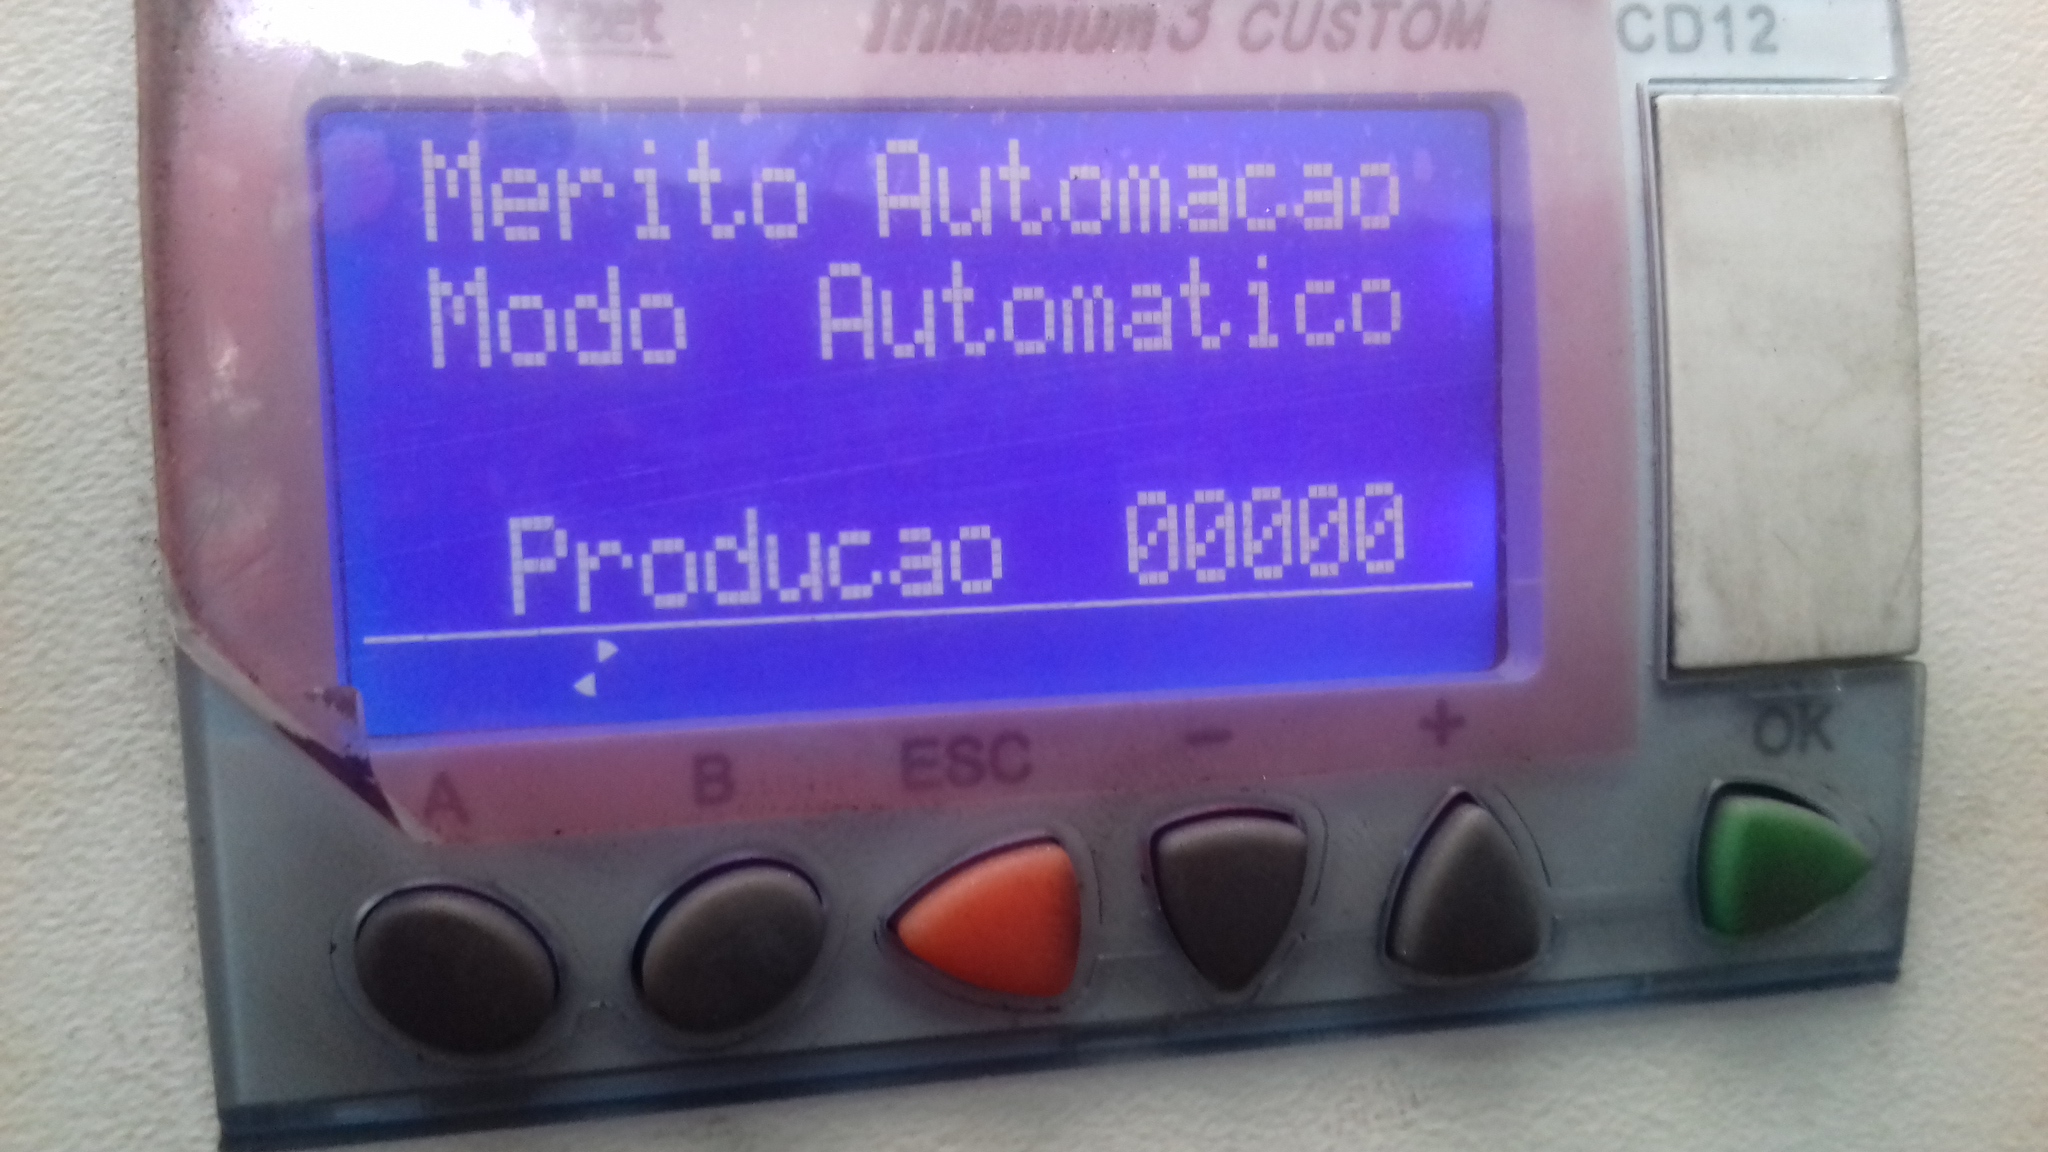 Millenium 3 CUSTOM CD12
Merito Automacao
Modo Automatico
Producao 00000
A B ESC - + OK